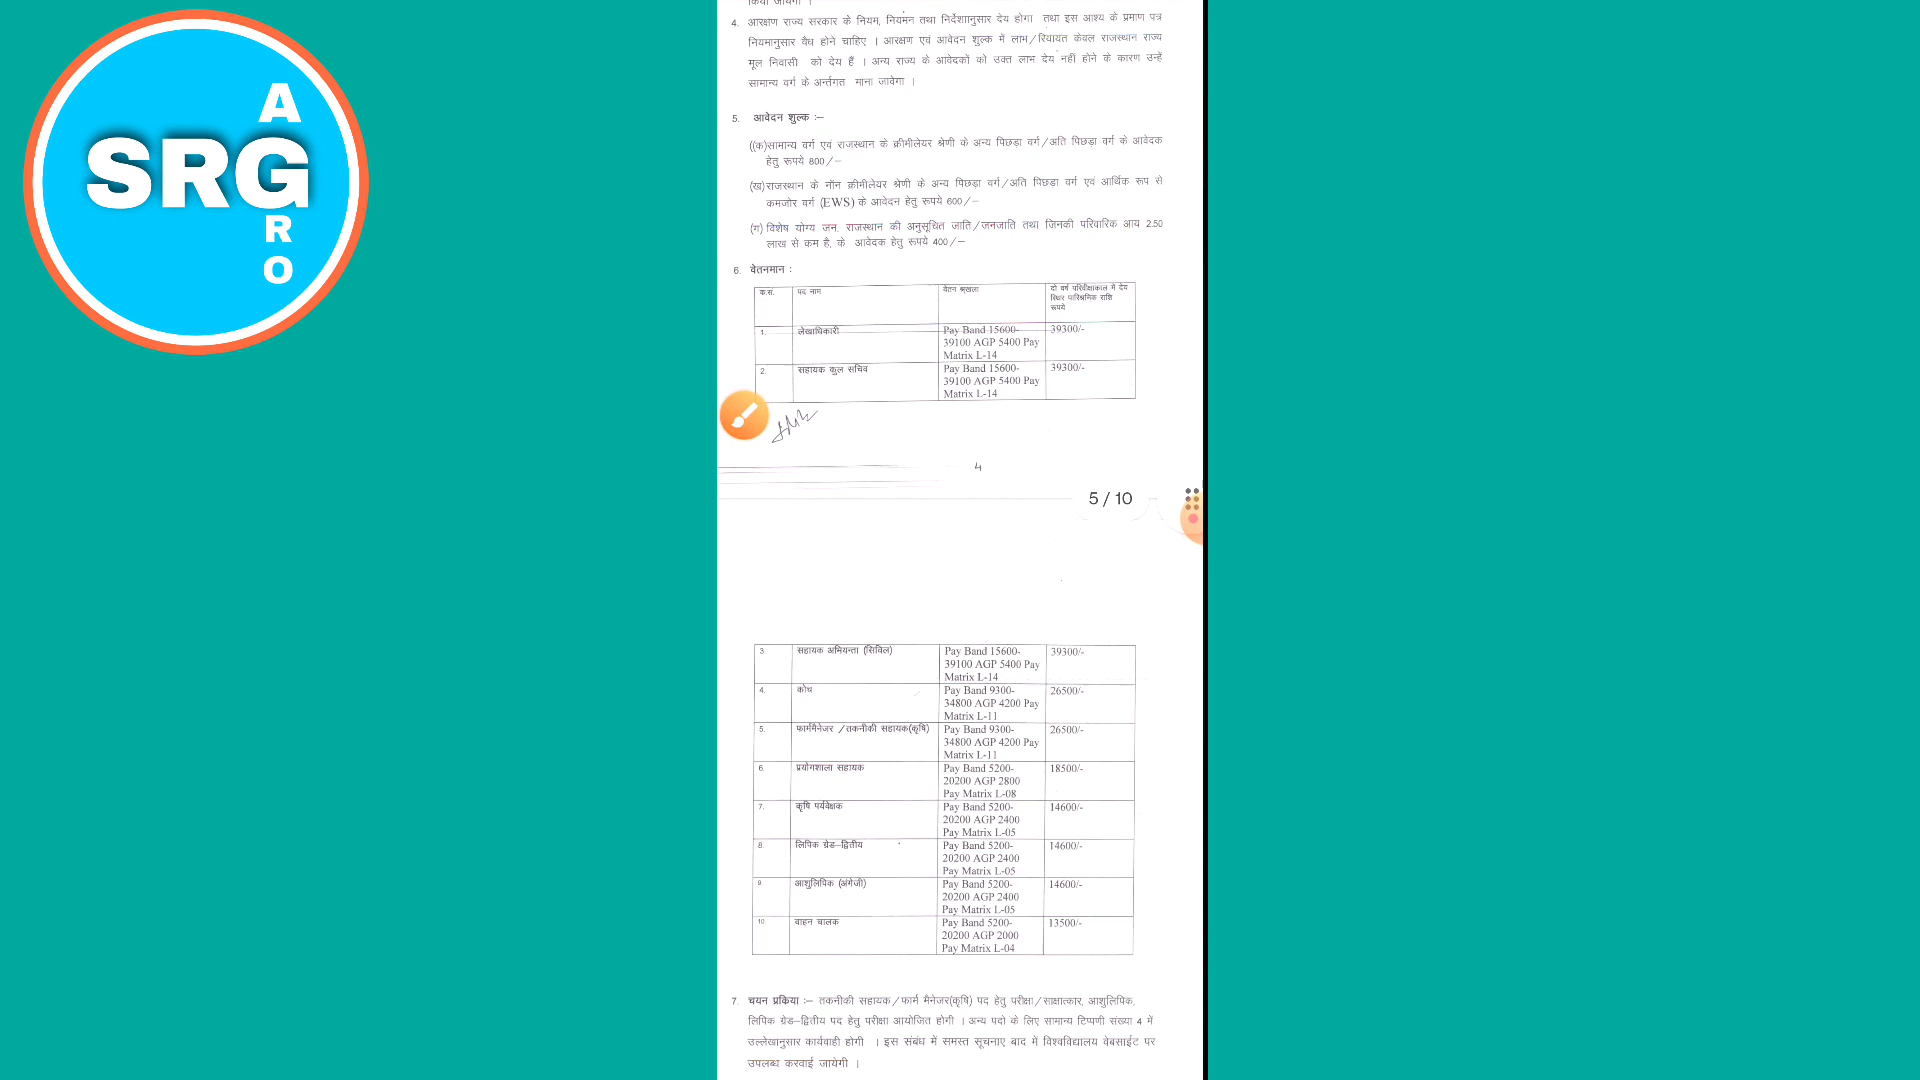 A
SRG
R
O
किया जायेगा ।
4. आरक्षण राज्य सरकार के नियम, नियमन तथा निर्देशाानुसार देय होगा तथा इस आश्य के प्रमाण पत्र
नियमानुसार वैध होने चाहिए । आरक्षण एवं आवेदन शुल्क में लाभ/रियायत केवल राजस्थान राज्य
मूल निवासी को देय हैं । अन्य राज्य के आवेदकों को उक्त लाभ देय नहीं होने के कारण उन्हें
सामान्य वर्ग के अर्न्तगत माना जावेगा ।
5. आवेदन शुल्क :–
((क)सामान्य वर्ग एवं राजस्थान के क्रीमीलेयर श्रेणी के अन्य पिछड़ा वर्ग/अति पिछड़ा वर्ग के आवेदक
हेतु रूपये 800/–
(ख)राजस्थान के नॉन क्रीमीलेयर श्रेणी के अन्य पिछड़ा वर्ग/अति पिछड़ा वर्ग एवं आर्थिक रूप से
कमजोर वर्ग (EWS) के आवेदन हेतु रूपये 600/–
(ग) विशेष योग्य जन, राजस्थान की अनुसूचित जाति/जनजाति तथा जिनकी परिवारिक आय 2.50
लाख से कम है, के आवेदक हेतु रूपये 400/–
6. वेतनमान :
क.सं. पद नाम वेतन श्रृखला दो वर्ष परिवीक्षाकाल में देय
स्थिर पारिश्रमिक राशि
रूपये
1. लेखाधिकारी Pay Band 15600- 39300/-
39100 AGP 5400 Pay
Matrix L-14
2. सहायक कुल सचिव Pay Band 15600- 39300/-
39100 AGP 5400 Pay
Matrix L-14
4
5 / 10
3. सहायक अभियन्ता (सिविल) Pay Band 15600- 39300/-
39100 AGP 5400 Pay
Matrix L-14
4. कोच Pay Band 9300- 26500/-
34800 AGP 4200 Pay
Matrix L-11
5. फार्ममैनेजर /तकनीकी सहायक(कृषि) Pay Band 9300- 26500/-
34800 AGP 4200 Pay
Matrix L-11
6. प्रयोगशाला सहायक Pay Band 5200- 18500/-
20200 AGP 2800
Pay Matrix L-08
7. कृषि पर्यवेक्षक Pay Band 5200- 14600/-
20200 AGP 2400
Pay Matrix L-05
8. लिपिक ग्रेड–द्वितीय Pay Band 5200- 14600/-
20200 AGP 2400
Pay Matrix L-05
9 आशुलिपिक (अंगेजी) Pay Band 5200- 14600/-
20200 AGP 2400
Pay Matrix L-05
10. वाहन चालक Pay Band 5200- 13500/-
20200 AGP 2000
Pay Matrix L-04
7. चयन प्रकिया :– तकनीकी सहायक/फार्म मैनेजर(कृषि) पद हेतु परीक्षा/साक्षात्कार, आशुलिपिक,
लिपिक ग्रेड–द्वितीय पद हेतु परीक्षा आयोजित होगी । अन्य पदो के लिए सामान्य टिप्पणी संख्या 4 में
उल्लेखानुसार कार्यवाही होगी । इस संबंध में समस्त सूचनाए बाद में विश्वविद्यालय वेबसाईट पर
उपलब्ध करवाई जायेगी ।